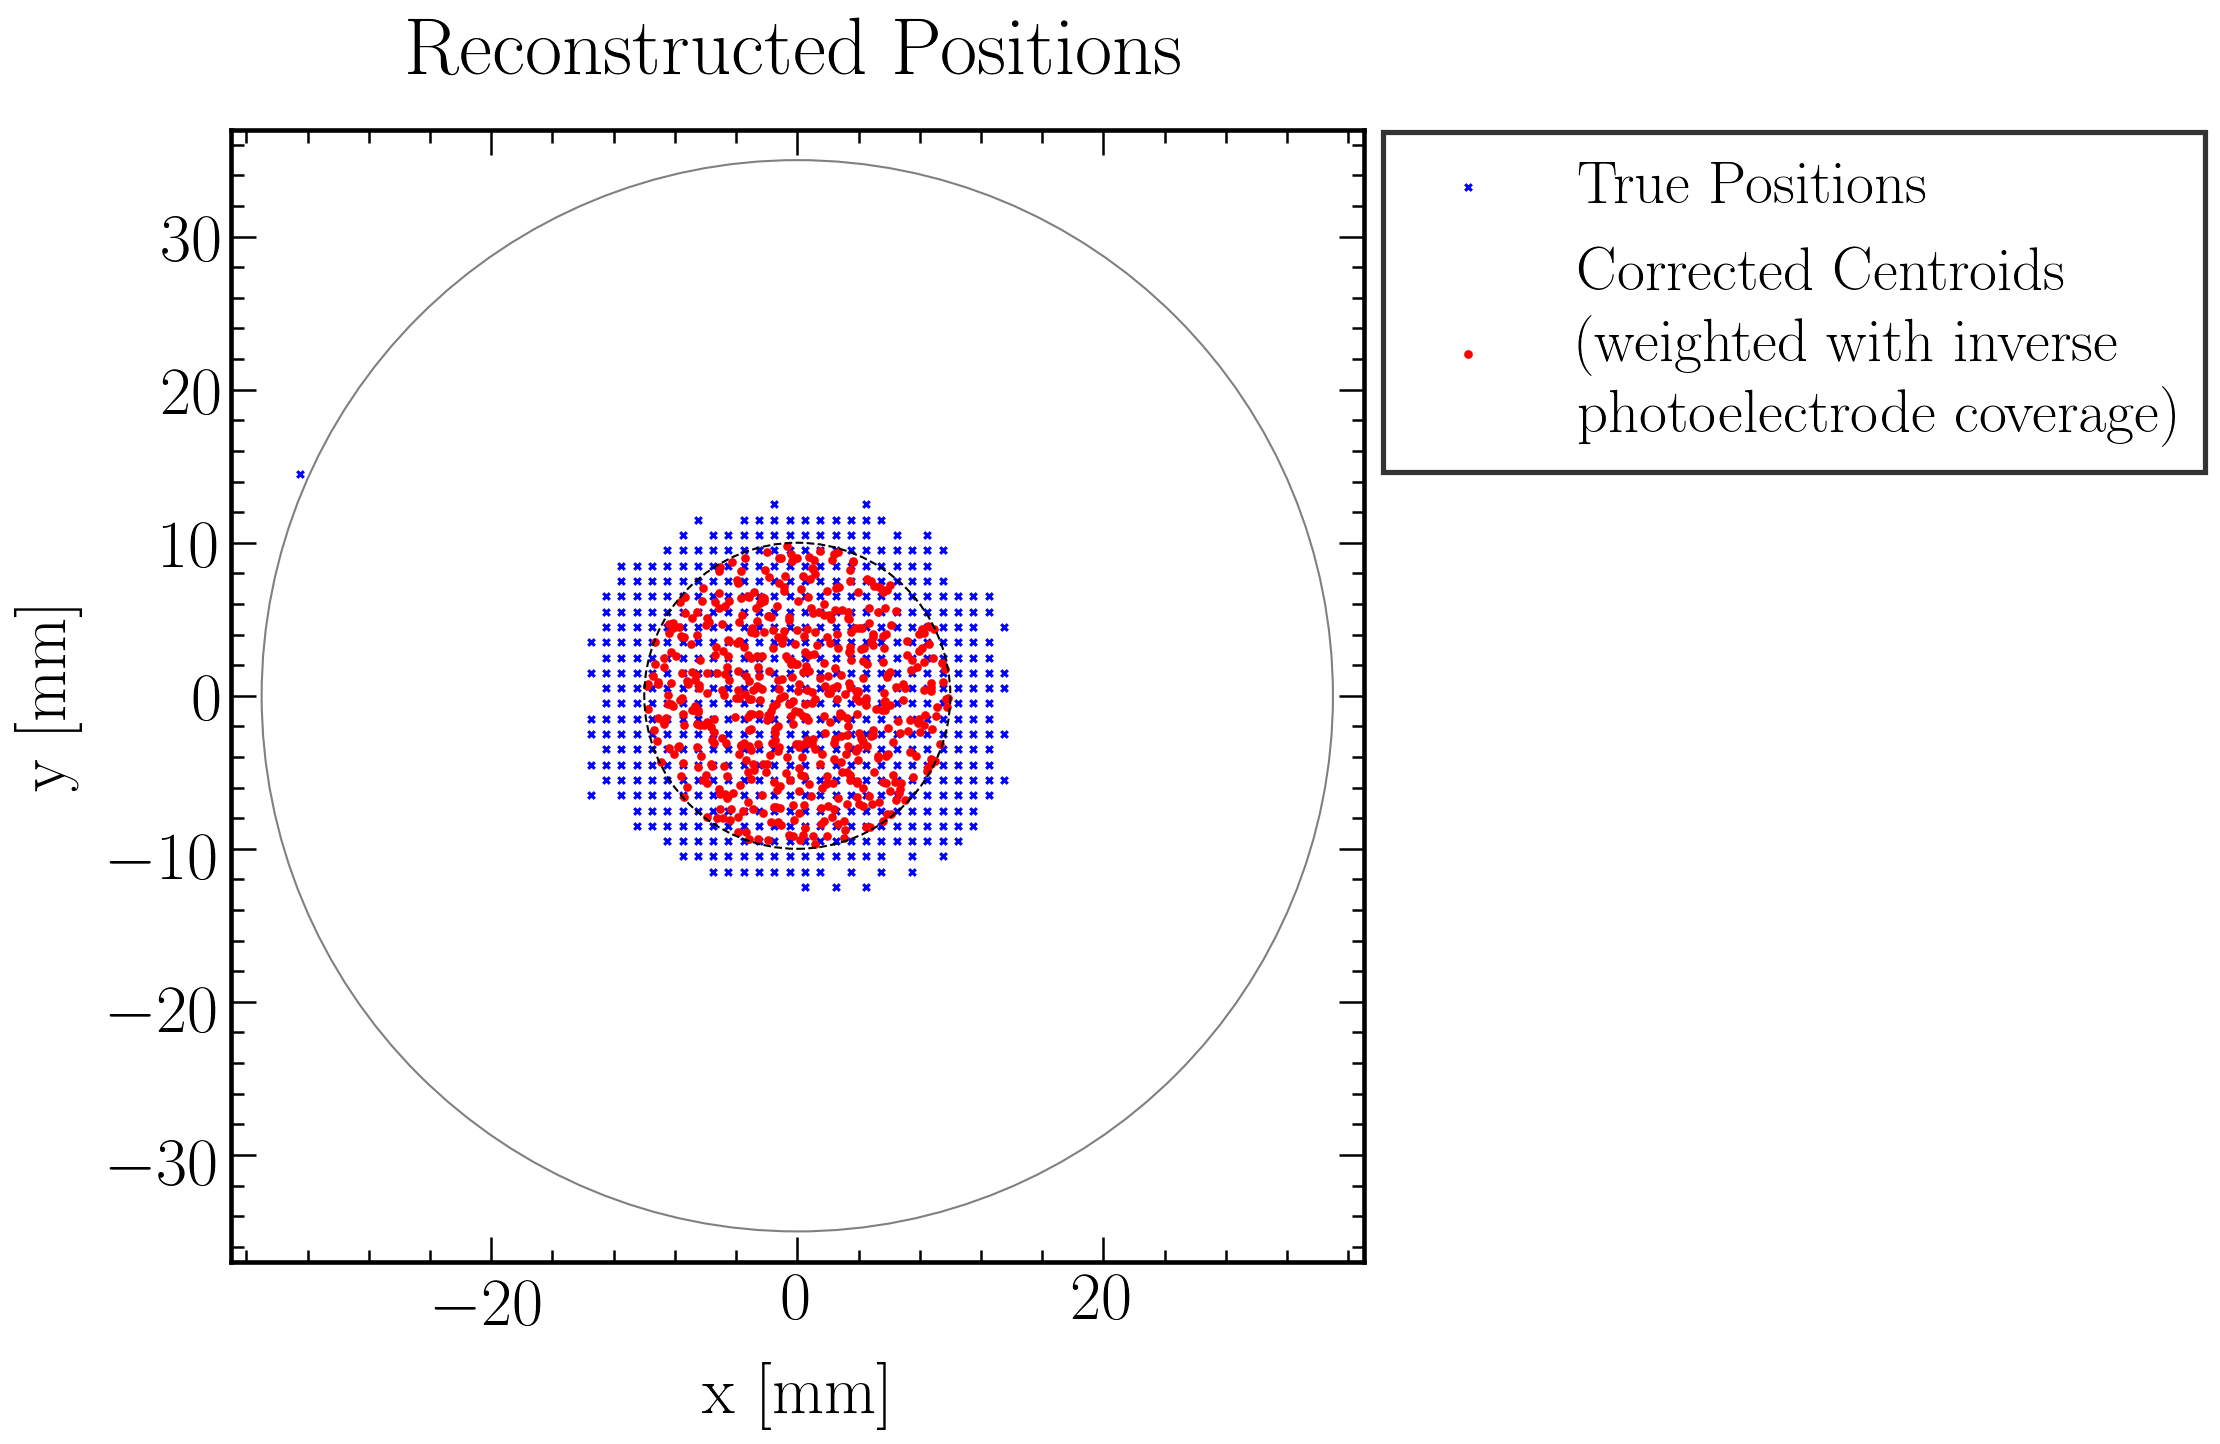 Reconstructed Positions
True Positions
Corrected Centroids
(weighted with inverse
photoelectrode coverage)
30
20
10
0
−10
−20
−30
y [mm]
−20 0 20
x [mm]